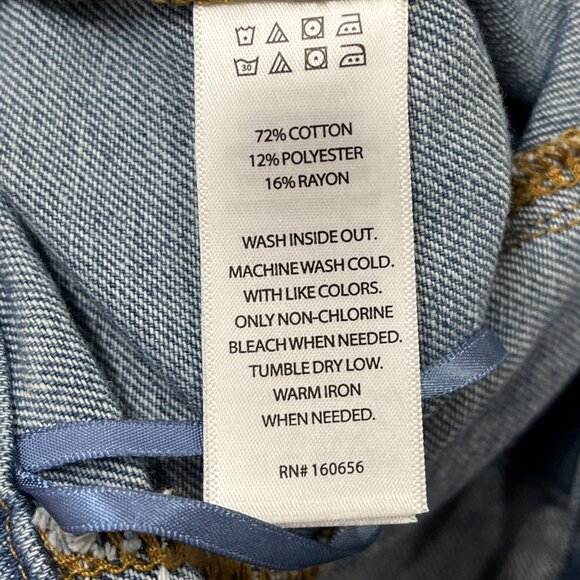 30
72% COTTON
12% POLYESTER
16% RAYON
WASH INSIDE OUT.
MACHINE WASH COLD.
WITH LIKE COLORS.
ONLY NON-CHLORINE
BLEACH WHEN NEEDED.
TUMBLE DRY LOW.
WARM IRON
WHEN NEEDED.
RN# 160656